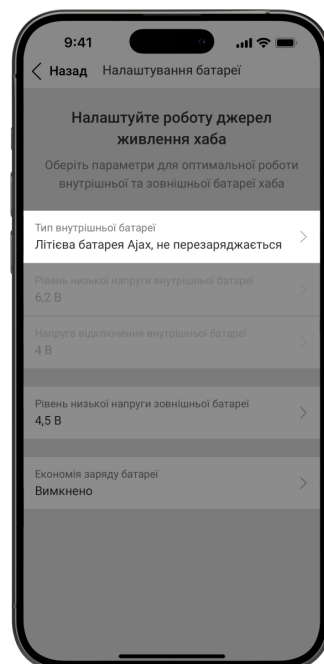 9:41
Назад Налаштування батареї
Налаштуйте роботу джерел
живлення хаба
Оберіть параметри для оптимальної роботи
внутрішньої та зовнішньої батареї хаба
Тип внутрішньої батареї
Літієва батарея Ajax, не перезаряджається
Рівень низької напруги внутрішньої батареї
6,2 В
Напруга відключення внутрішньої батареї
4 В
Рівень низької напруги зовнішньої батареї
4,5 В
Економія заряду батареї
Вимкнено